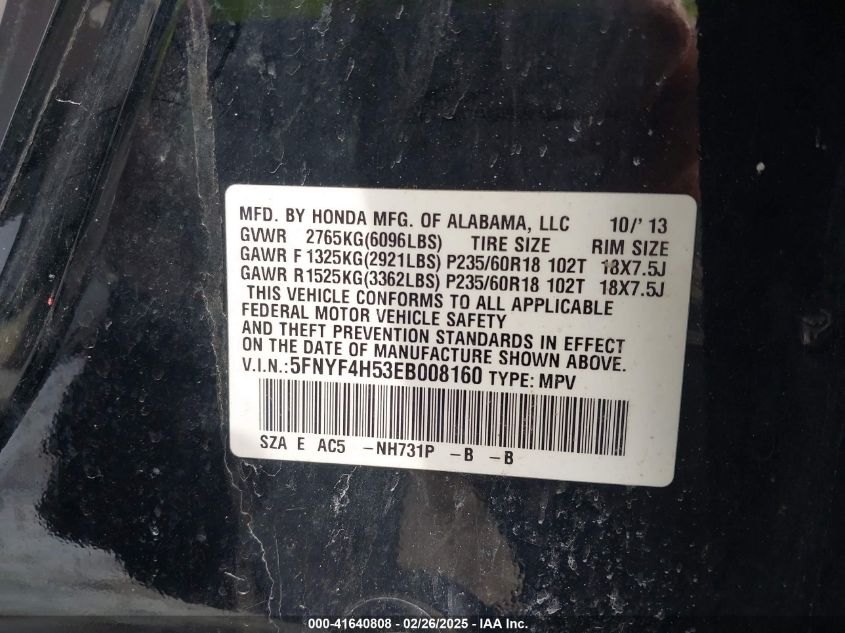 MFD. BY HONDA MFG. OF ALABAMA, LLC 10/' 13
GVWR 2765KG(6096LBS) TIRE SIZE RIM SIZE
GAWR F 1325KG(2921LBS) P235/60R18 102T 18X7.5J
GAWR R1525KG(3362LBS) P235/60R18 102T 18X7.5J
THIS VEHICLE CONFORMS TO ALL APPLICABLE
FEDERAL MOTOR VEHICLE SAFETY
AND THEFT PREVENTION STANDARDS IN EFFECT
ON THE DATE OF MANUFACTURE SHOWN ABOVE.
V.I.N.:5FNYF4H53EB008160 TYPE: MPV
SZA E AC5 -NH731P -B -B
000-41640808 - 02/26/2025 - IAA Inc.